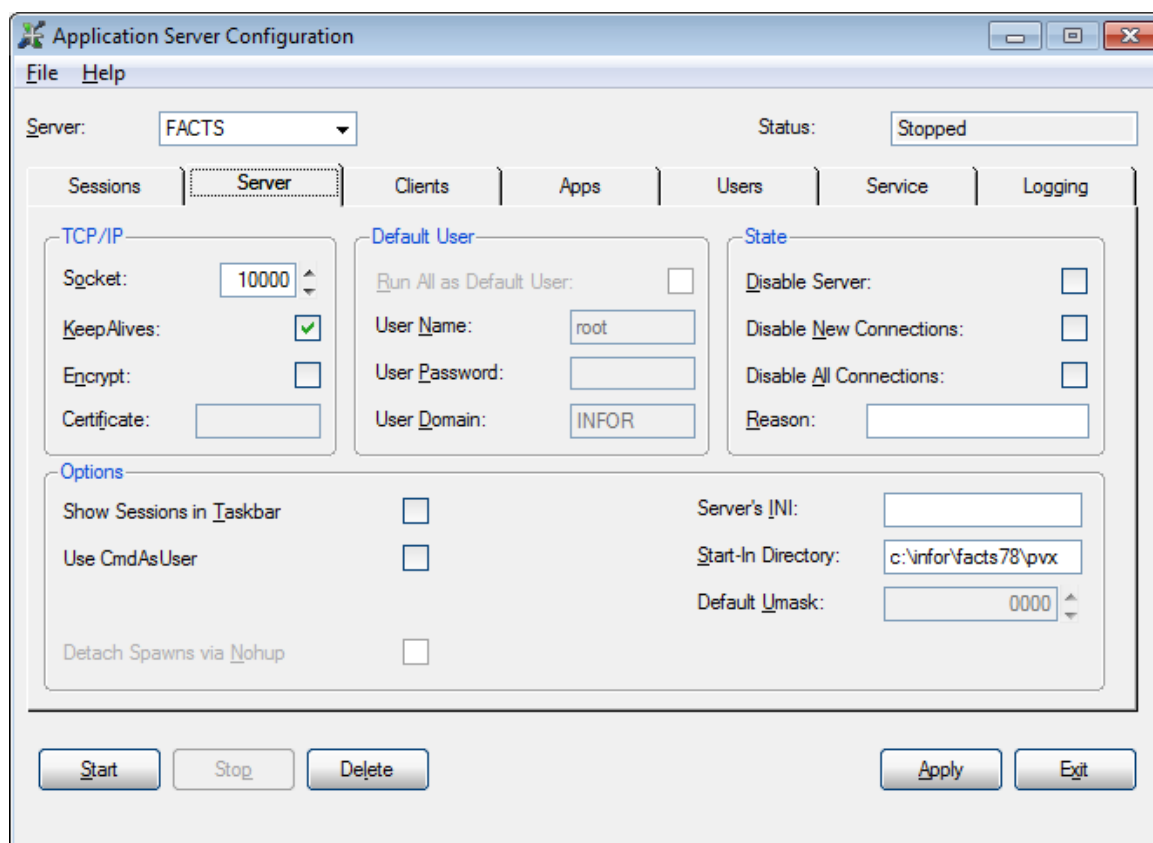 Application Server Configuration
File Help
Server: FACTS Status: Stopped
Sessions Server Clients Apps Users Service Logging
TCP/IP Default User State
Socket: 10000 Run All as Default User: Disable Server:
KeepAlives: User Name: root Disable New Connections:
Encrypt: User Password: Disable All Connections:
Certificate: User Domain: INFOR Reason:
Options
Show Sessions in Taskbar Server's INI:
Use CmdAsUser Start-In Directory: c:\infor\facts78\pvx
Default Umask: 0000
Detach Spawns via Nohup
Start Stop Delete Apply Exit